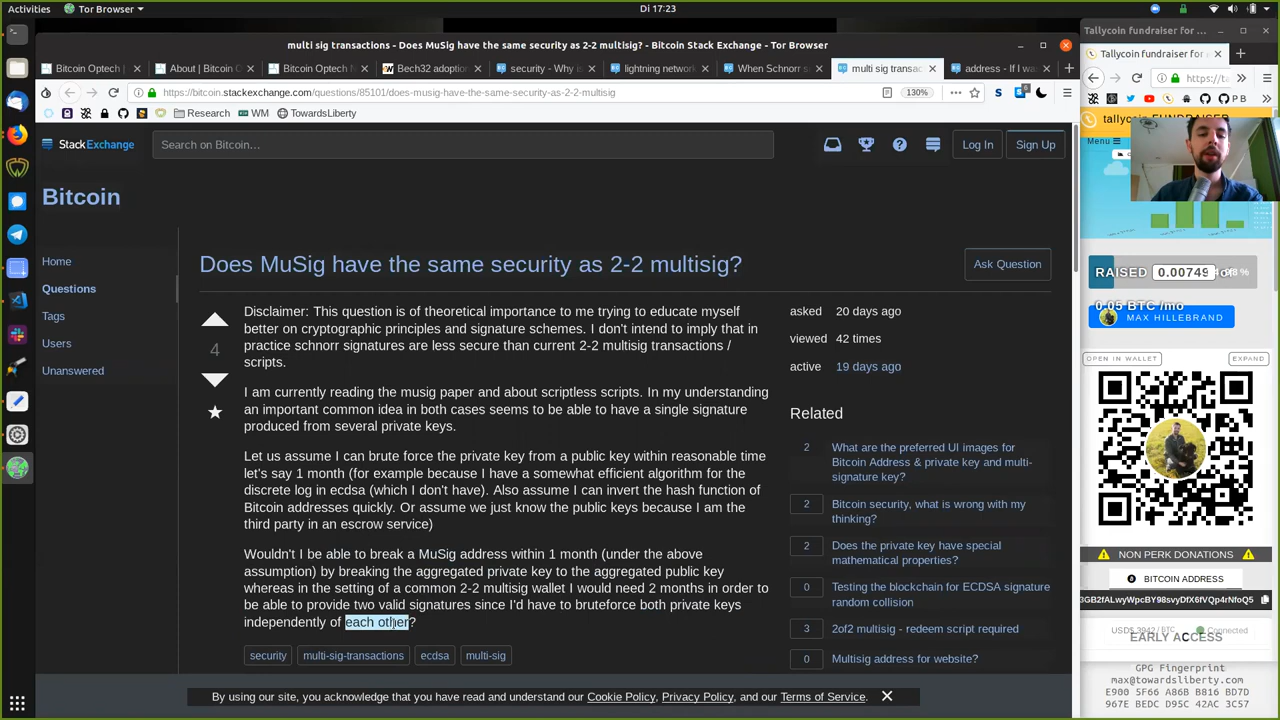 Activities
Tor Browser
Di 17:23
multi sig transactions - Does MuSig have the same security as 2-2 multisig? - Bitcoin Stack Exchange - Tor Browser
Bitcoin Optech |
About | Bitcoin O
Bitcoin Optech N
Bech32 adoption
security - Why is
lightning network
When Schnorr s
multi sig transac
address - If I wa
https://bitcoin.stackexchange.com/questions/85101/does-musig-have-the-same-security-as-2-2-multisig
130%
Research
WM
TowardsLiberty
StackExchange
Search on Bitcoin…
Log In
Sign Up
Bitcoin
Home
Questions
Tags
Users
Unanswered
Does MuSig have the same security as 2-2 multisig?
Ask Question
4
Disclaimer: This question is of theoretical importance to me trying to educate myself
better on cryptographic principles and signature schemes. I don't intend to imply that in
practice schnorr signatures are less secure than current 2-2 multisig transactions /
scripts.
I am currently reading the musig paper and about scriptless scripts. In my understanding
an important common idea in both cases seems to be able to have a single signature
produced from several private keys.
Let us assume I can brute force the private key from a public key within reasonable time
let's say 1 month (for example because I have a somewhat efficient algorithm for the
discrete log in ecdsa (which I don't have). Also assume I can invert the hash function of
Bitcoin addresses quickly. Or assume we just know the public keys because I am the
third party in an escrow service)
Wouldn't I be able to break a MuSig address within 1 month (under the above
assumption) by breaking the aggregated private key to the aggregated public key
whereas in the setting of a common 2-2 multisig wallet I would need 2 months in order to
be able to provide two valid signatures since I'd have to bruteforce both private keys
independently of each other?
security
multi-sig-transactions
ecdsa
multi-sig
asked 20 days ago
viewed 42 times
active 19 days ago
Related
2 What are the preferred UI images for
Bitcoin Address & private key and multi-
signature key?
2 Bitcoin security, what is wrong with my
thinking?
2 Does the private key have special
mathematical properties?
0 Testing the blockchain for ECDSA signature
random collision
3 2of2 multisig - redeem script required
0 Multisig address for website?
By using our site, you acknowledge that you have read and understand our Cookie Policy, Privacy Policy, and our Terms of Service.
Tallycoin fundraiser for
Tallycoin fundraiser for
https://ta
P B
tallycoin FUNDRAISER
Menu
RAISED 0.00749
0.05 BTC /mo
MAX HILLEBRAND
OPEN IN WALLET
EXPAND
NON PERK DONATIONS
BITCOIN ADDRESS
3GB2fALwyWpcBY98svyDfX6fVQp4rNfoQ5
Connected
EARLY ACCESS
GPG Fingerprint
max@towardsliberty.com
E900 5F66 A86B B816 BD7D
967E BEDC D95C 42AC 3C57